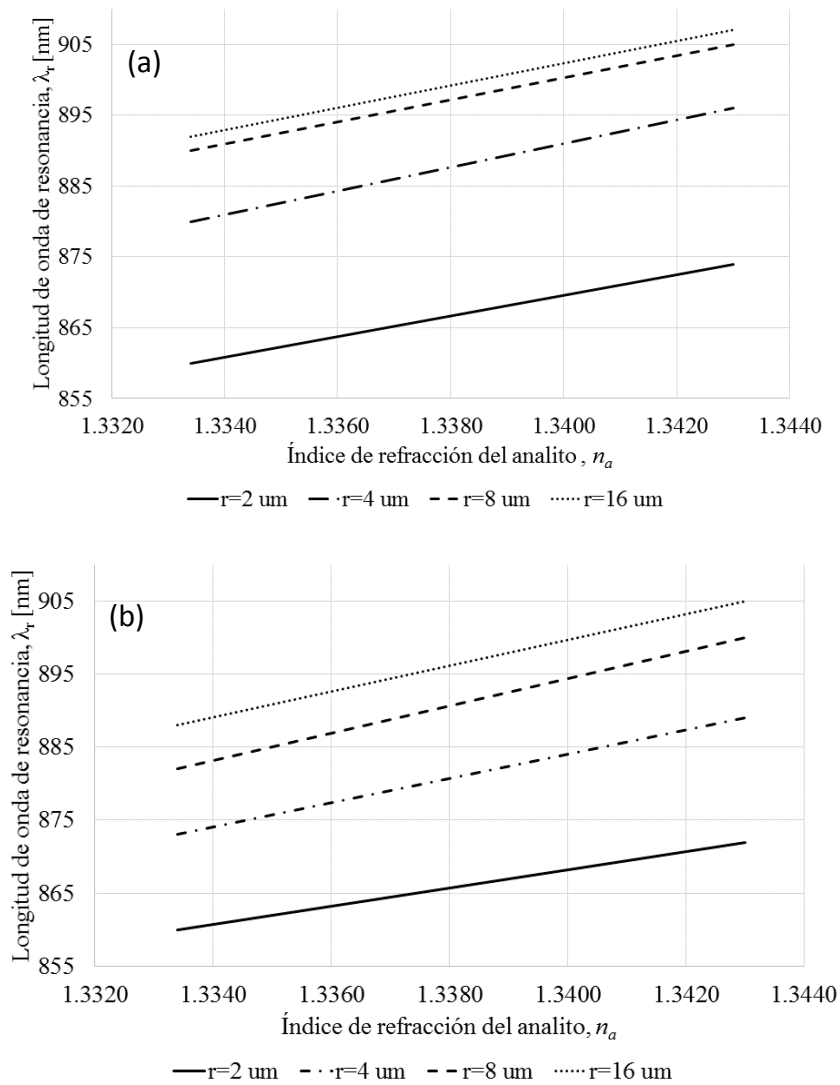 (a)
Longitud de onda de resonancia, λr [nm]
905
895
885
875
865
855
1.3320 1.3340 1.3360 1.3380 1.3400 1.3420 1.3440
Índice de refracción del analito , na
r=2 um r=4 um r=8 um r=16 um
(b)
Longitud de onda de resonancia, λr [nm]
905
895
885
875
865
855
1.3320 1.3340 1.3360 1.3380 1.3400 1.3420 1.3440
Índice de refracción del analito, na
r=2 um r=4 um r=8 um r=16 um